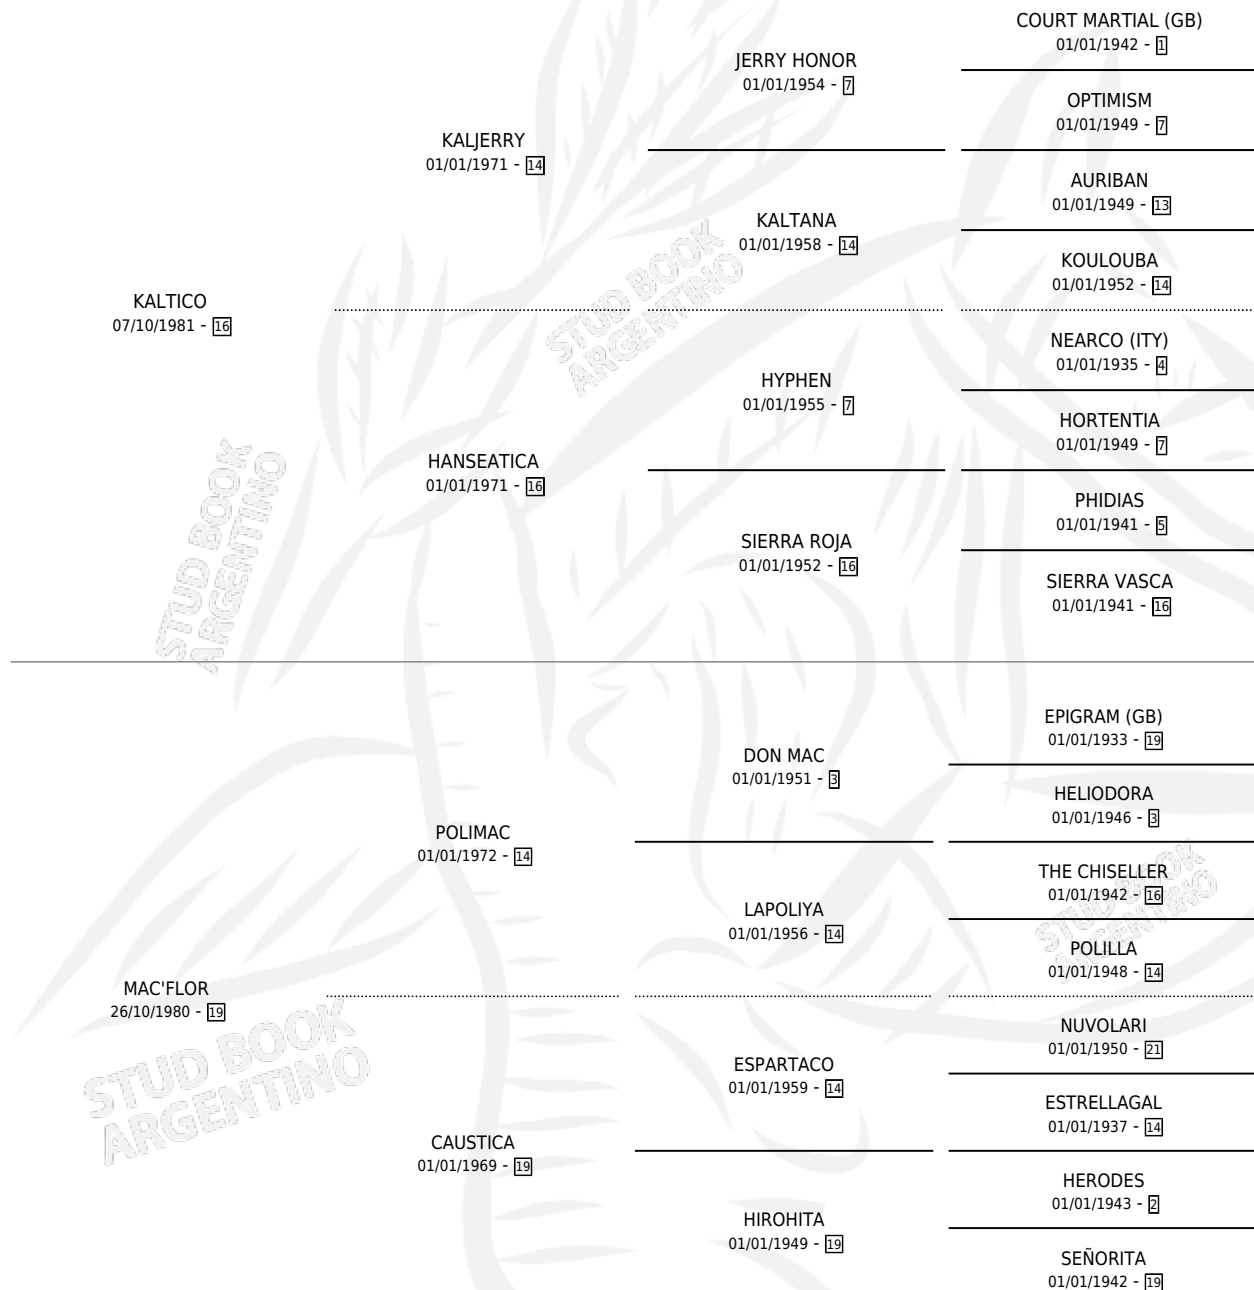 COURT MARTIAL (GB)
01/01/1942 - 1
JERRY HONOR
01/01/1954 - 7
OPTIMISM
01/01/1949 - 7
KALJERRY
01/01/1971 - 14
AURIBAN
01/01/1949 - 13
KALTANA
01/01/1958 - 14
KOULOUBA
01/01/1952 - 14
KALTICO
07/10/1981 - 16
STUD BOOK
ARGENTINO
NEARCO (ITY)
01/01/1935 - 4
HYPHEN
01/01/1955 - 7
HORTENTIA
01/01/1949 - 7
HANSEATICA
01/01/1971 - 16
PHIDIAS
01/01/1941 - 5
SIERRA ROJA
01/01/1952 - 16
SIERRA VASCA
01/01/1941 - 16
STUD BOOK
ARGENTINO
EPIGRAM (GB)
01/01/1933 - 19
DON MAC
01/01/1951 - 3
HELIODORA
01/01/1946 - 3
POLIMAC
01/01/1972 - 14
THE CHISELLER
01/01/1942 - 16
LAPOLIYA
01/01/1956 - 14
POLILLA
01/01/1948 - 14
STUD BOOK
ARGENTINO
MAC'FLOR
26/10/1980 - 19
STUD BOOK
ARGENTINO
NUVOLARI
01/01/1950 - 21
ESPARTACO
01/01/1959 - 14
ESTRELLAGAL
01/01/1937 - 14
CAUSTICA
01/01/1969 - 19
HERODES
01/01/1943 - 2
HIROHITA
01/01/1949 - 19
SEÑORITA
01/01/1942 - 19